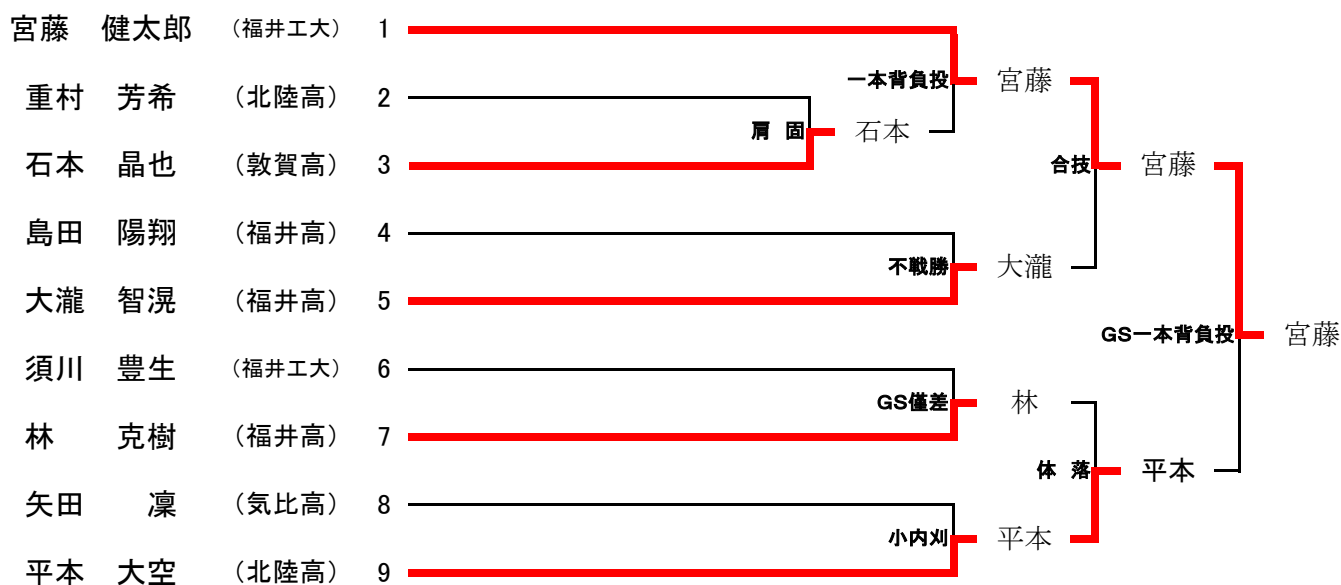 宮藤 健太郎 （福井工大） 1
一本背負投 宮藤
重村 芳希 （北陸高） 2
肩 固 石本
石本 晶也 （敦賀高） 3
合技 宮藤
島田 陽翔 （福井高） 4
不戦勝 大瀧
大瀧 智滉 （福井高） 5
GS一本背負投 宮藤
須川 豊生 （福井工大） 6
GS僅差 林
林 克樹 （福井高） 7
体 落 平本
矢田 凜 （気比高） 8
小内刈 平本
平本 大空 （北陸高） 9